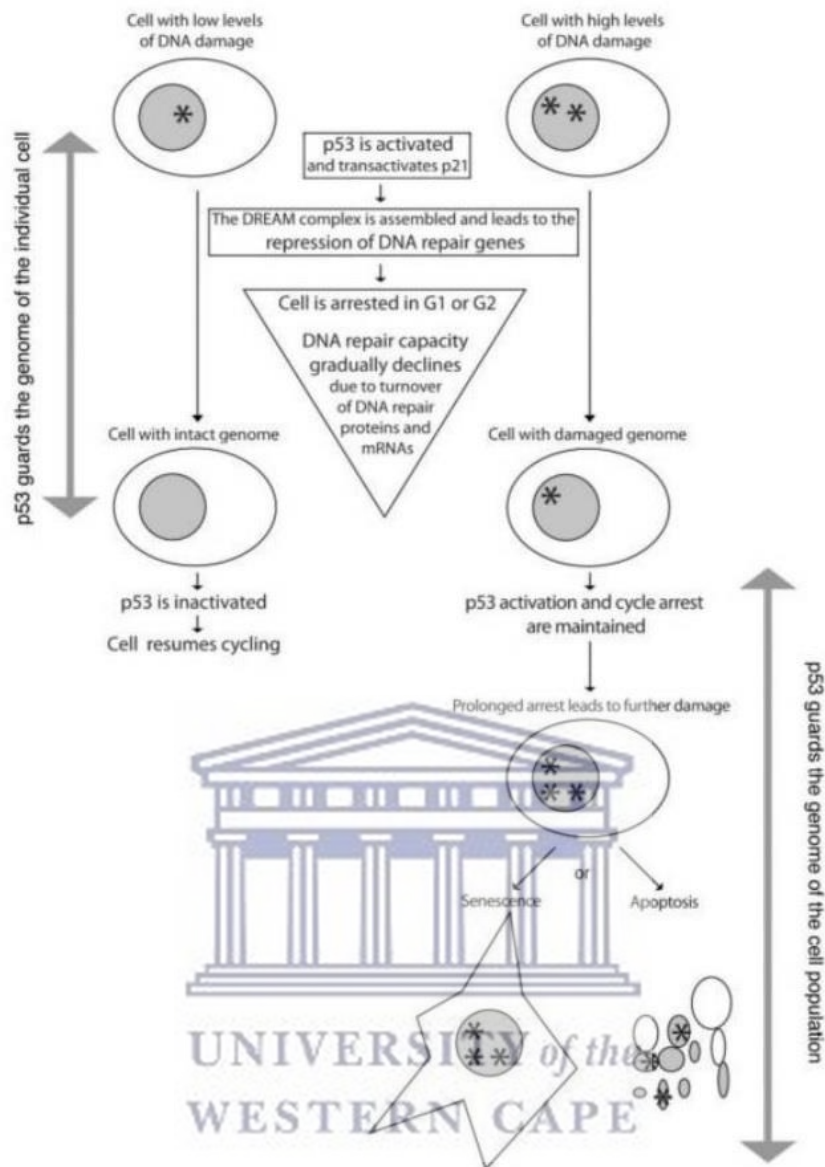 Cell with low levels
of DNA damage
Cell with high levels
of DNA damage
p53 is activated
and transactivates p21
The DREAM complex is assembled and leads to the
repression of DNA repair genes
Cell is arrested in G1 or G2
DNA repair capacity
gradually declines
due to turnover
of DNA repair
proteins and
mRNAs
p53 guards the genome of the individual cell
Cell with intact genome
Cell with damaged genome
p53 is inactivated
Cell resumes cycling
p53 activation and cycle arrest
are maintained
Prolonged arrest leads to further damage
or
Senescence
Apoptosis
p53 guards the genome of the cell population
UNIVERSITY of the
WESTERN CAPE